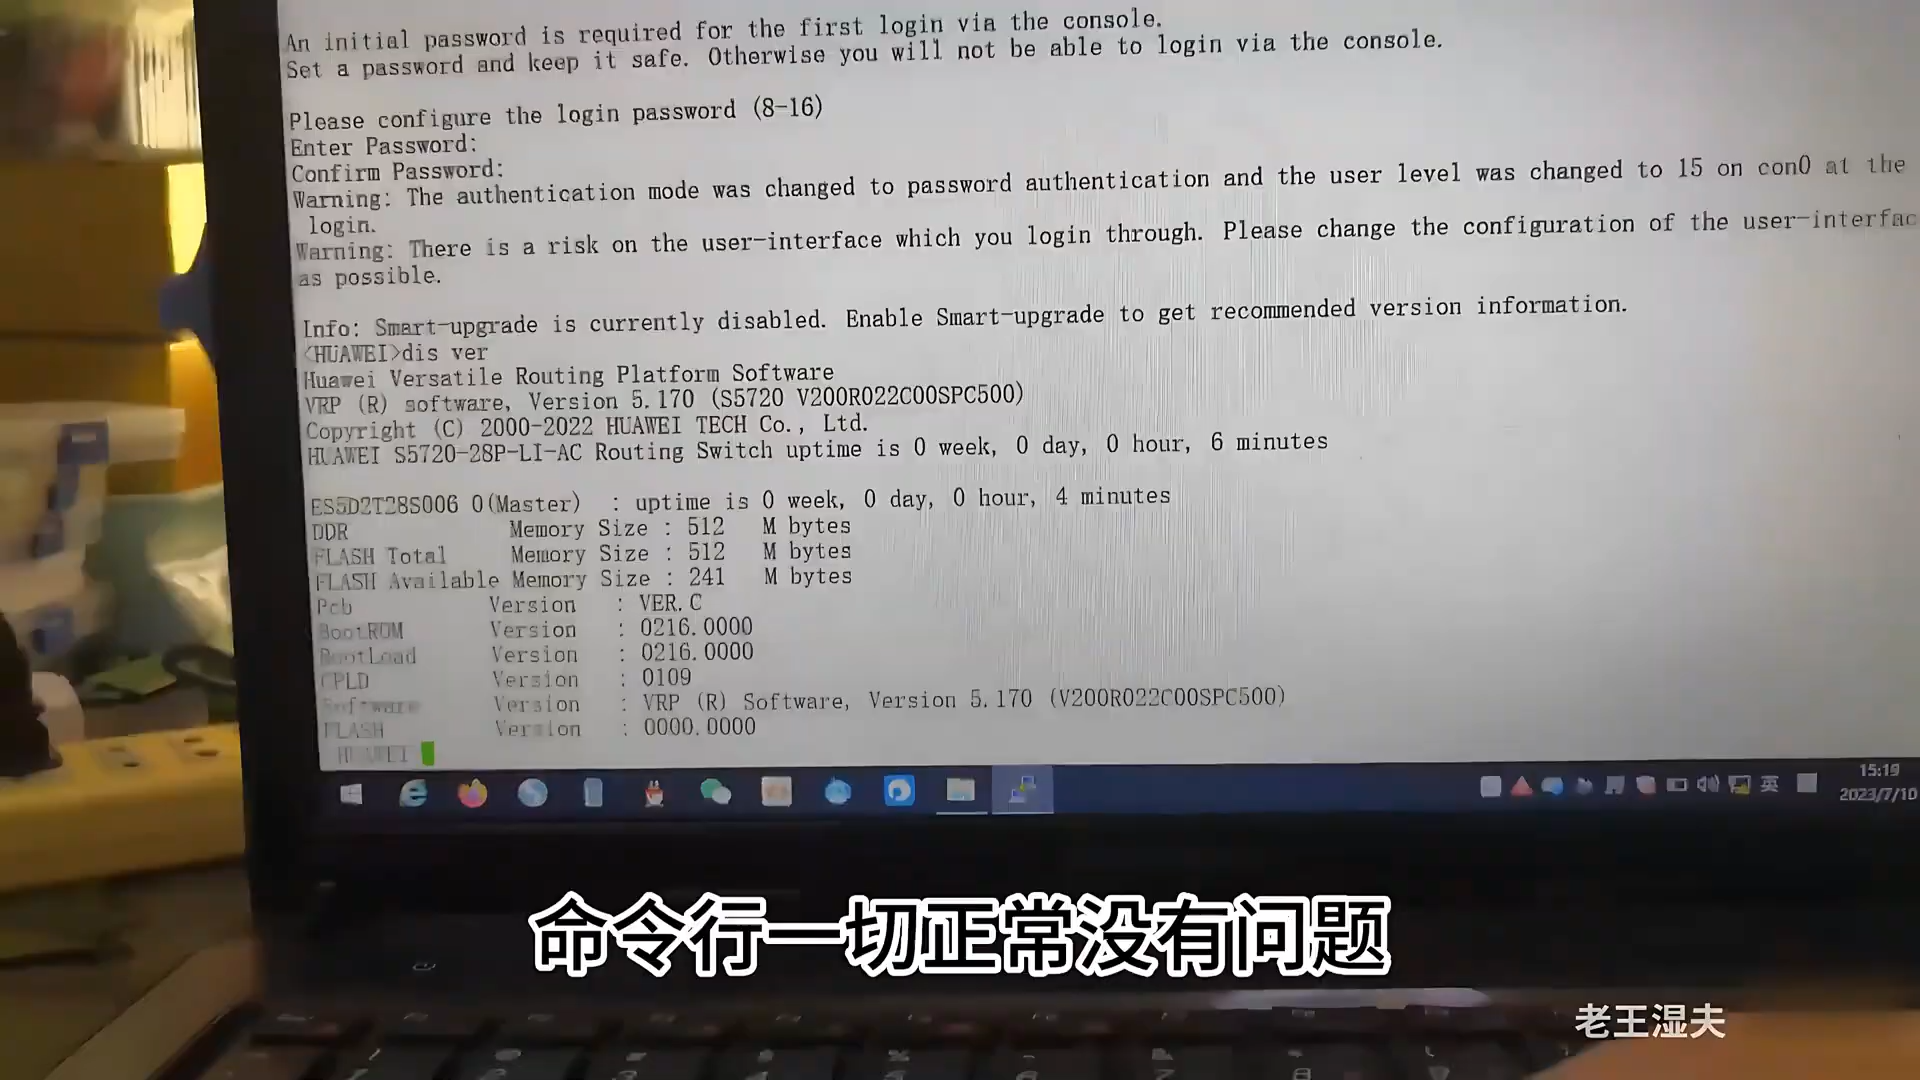 An initial password is required for the first login via the console.
Set a password and keep it safe. Otherwise you will not be able to login via the console.
Please configure the login password (8-16)
Enter Password:
Confirm Password:
Warning: The authentication mode was changed to password authentication and the user level was changed to 15 on con0 at the
login.
Warning: There is a risk on the user-interface which you login through. Please change the configuration of the user-interfac
as possible.
Info: Smart-upgrade is currently disabled. Enable Smart-upgrade to get recommended version information.
<HUAWEI>dis ver
Huawei Versatile Routing Platform Software
VRP (R) software, Version 5.170 (S5720 V200R022C00SPC500)
Copyright (C) 2000-2022 HUAWEI TECH Co., Ltd.
HUAWEI S5720-28P-LI-AC Routing Switch uptime is 0 week, 0 day, 0 hour, 6 minutes
ES5D2T28S006 0(Master) : uptime is 0 week, 0 day, 0 hour, 4 minutes
DDR Memory Size : 512 M bytes
FLASH Total Memory Size : 512 M bytes
FLASH Available Memory Size : 241 M bytes
Pcb Version : VER.C
BootROM Version : 0216.0000
BootLoad Version : 0216.0000
CPLD Version : 0109
Software Version : VRP (R) Software, Version 5.170 (V200R022C00SPC500)
FLASH Version : 0000.0000
HUAWEI
英
15:19
2023/7/10
命令行一切正常没有问题
老王湿夫